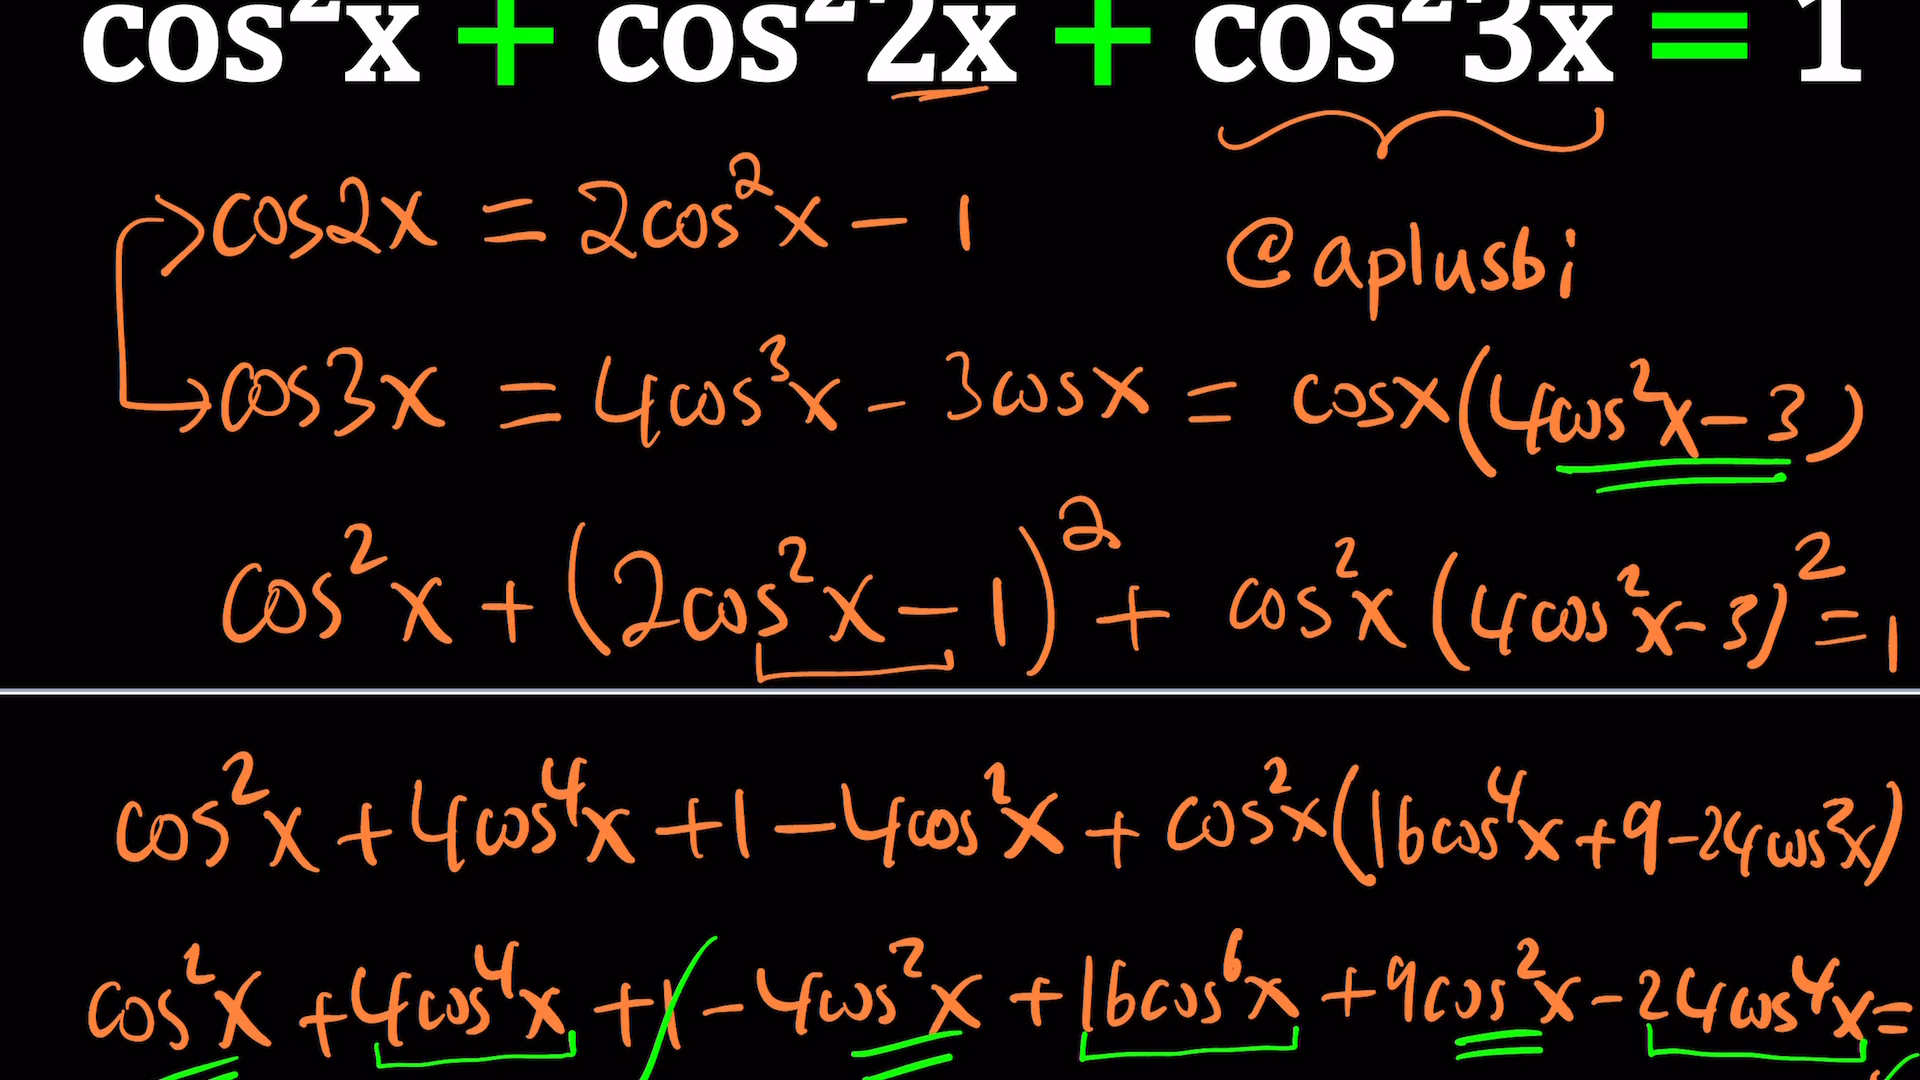 cos²x + cos²2x + cos²3x = 1
cos2x = 2cos²x - 1
@aplusbi
cos3x = 4cos³x - 3cosx = cosx(4cos²x - 3)
cos²x + (2cos²x - 1)² + cos²x(4cos²x - 3)² = 1
cos²x + 4cos⁴x + 1 - 4cos²x + cos²x(16cos⁴x + 9 - 24cos²x)
cos²x + 4cos⁴x + 1 - 4cos²x + 16cos⁶x + 9cos²x - 24cos⁴x =